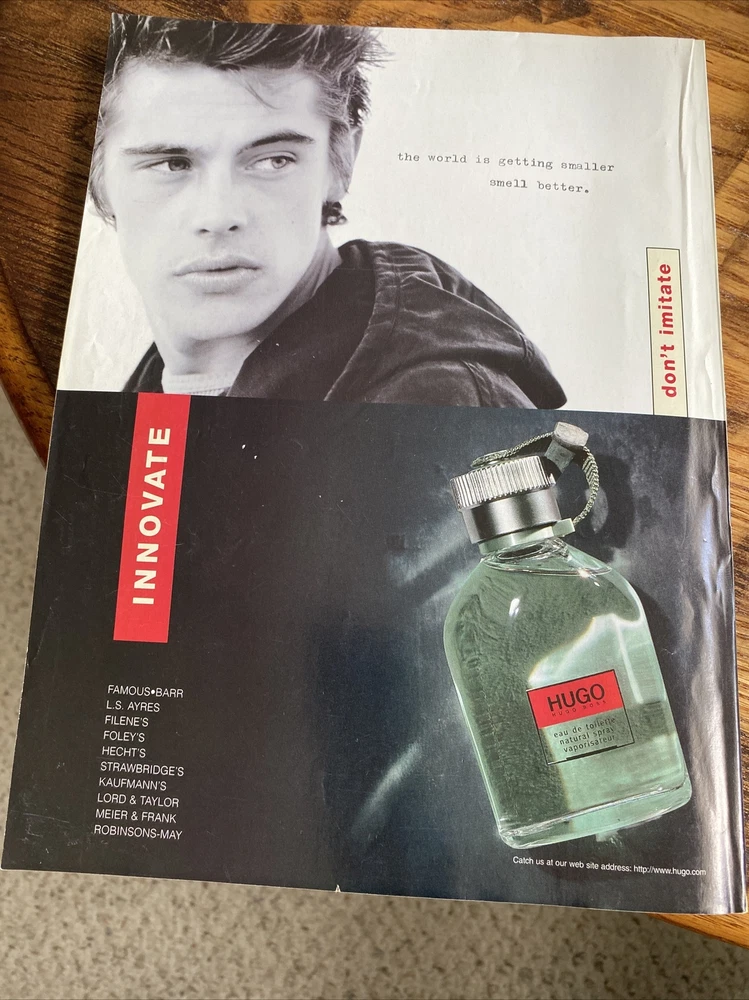 the world is getting smaller
smell better.
don't imitate
INNOVATE
HUGO
HUGO BOSS
eau de toilette
natural spray
vaporisateur
FAMOUS•BARR
L.S. AYRES
FILENE'S
FOLEY'S
HECHT'S
STRAWBRIDGE'S
KAUFMANN'S
LORD & TAYLOR
MEIER & FRANK
ROBINSONS-MAY
Catch us at our web site address: http://www.hugo.com